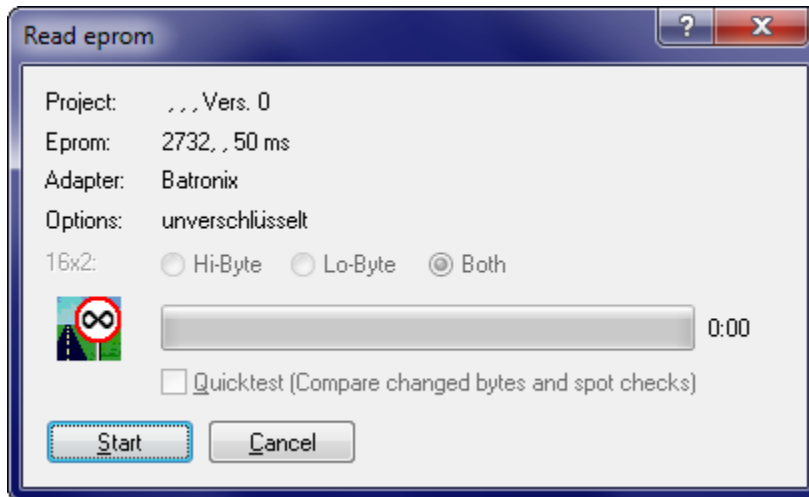 Read eprom
Project: , , , Vers. 0
Eprom: 2732, , 50 ms
Adapter: Batronix
Options: unverschlüsselt
16x2: Hi-Byte Lo-Byte Both
0:00
Quicktest (Compare changed bytes and spot checks)
Start Cancel